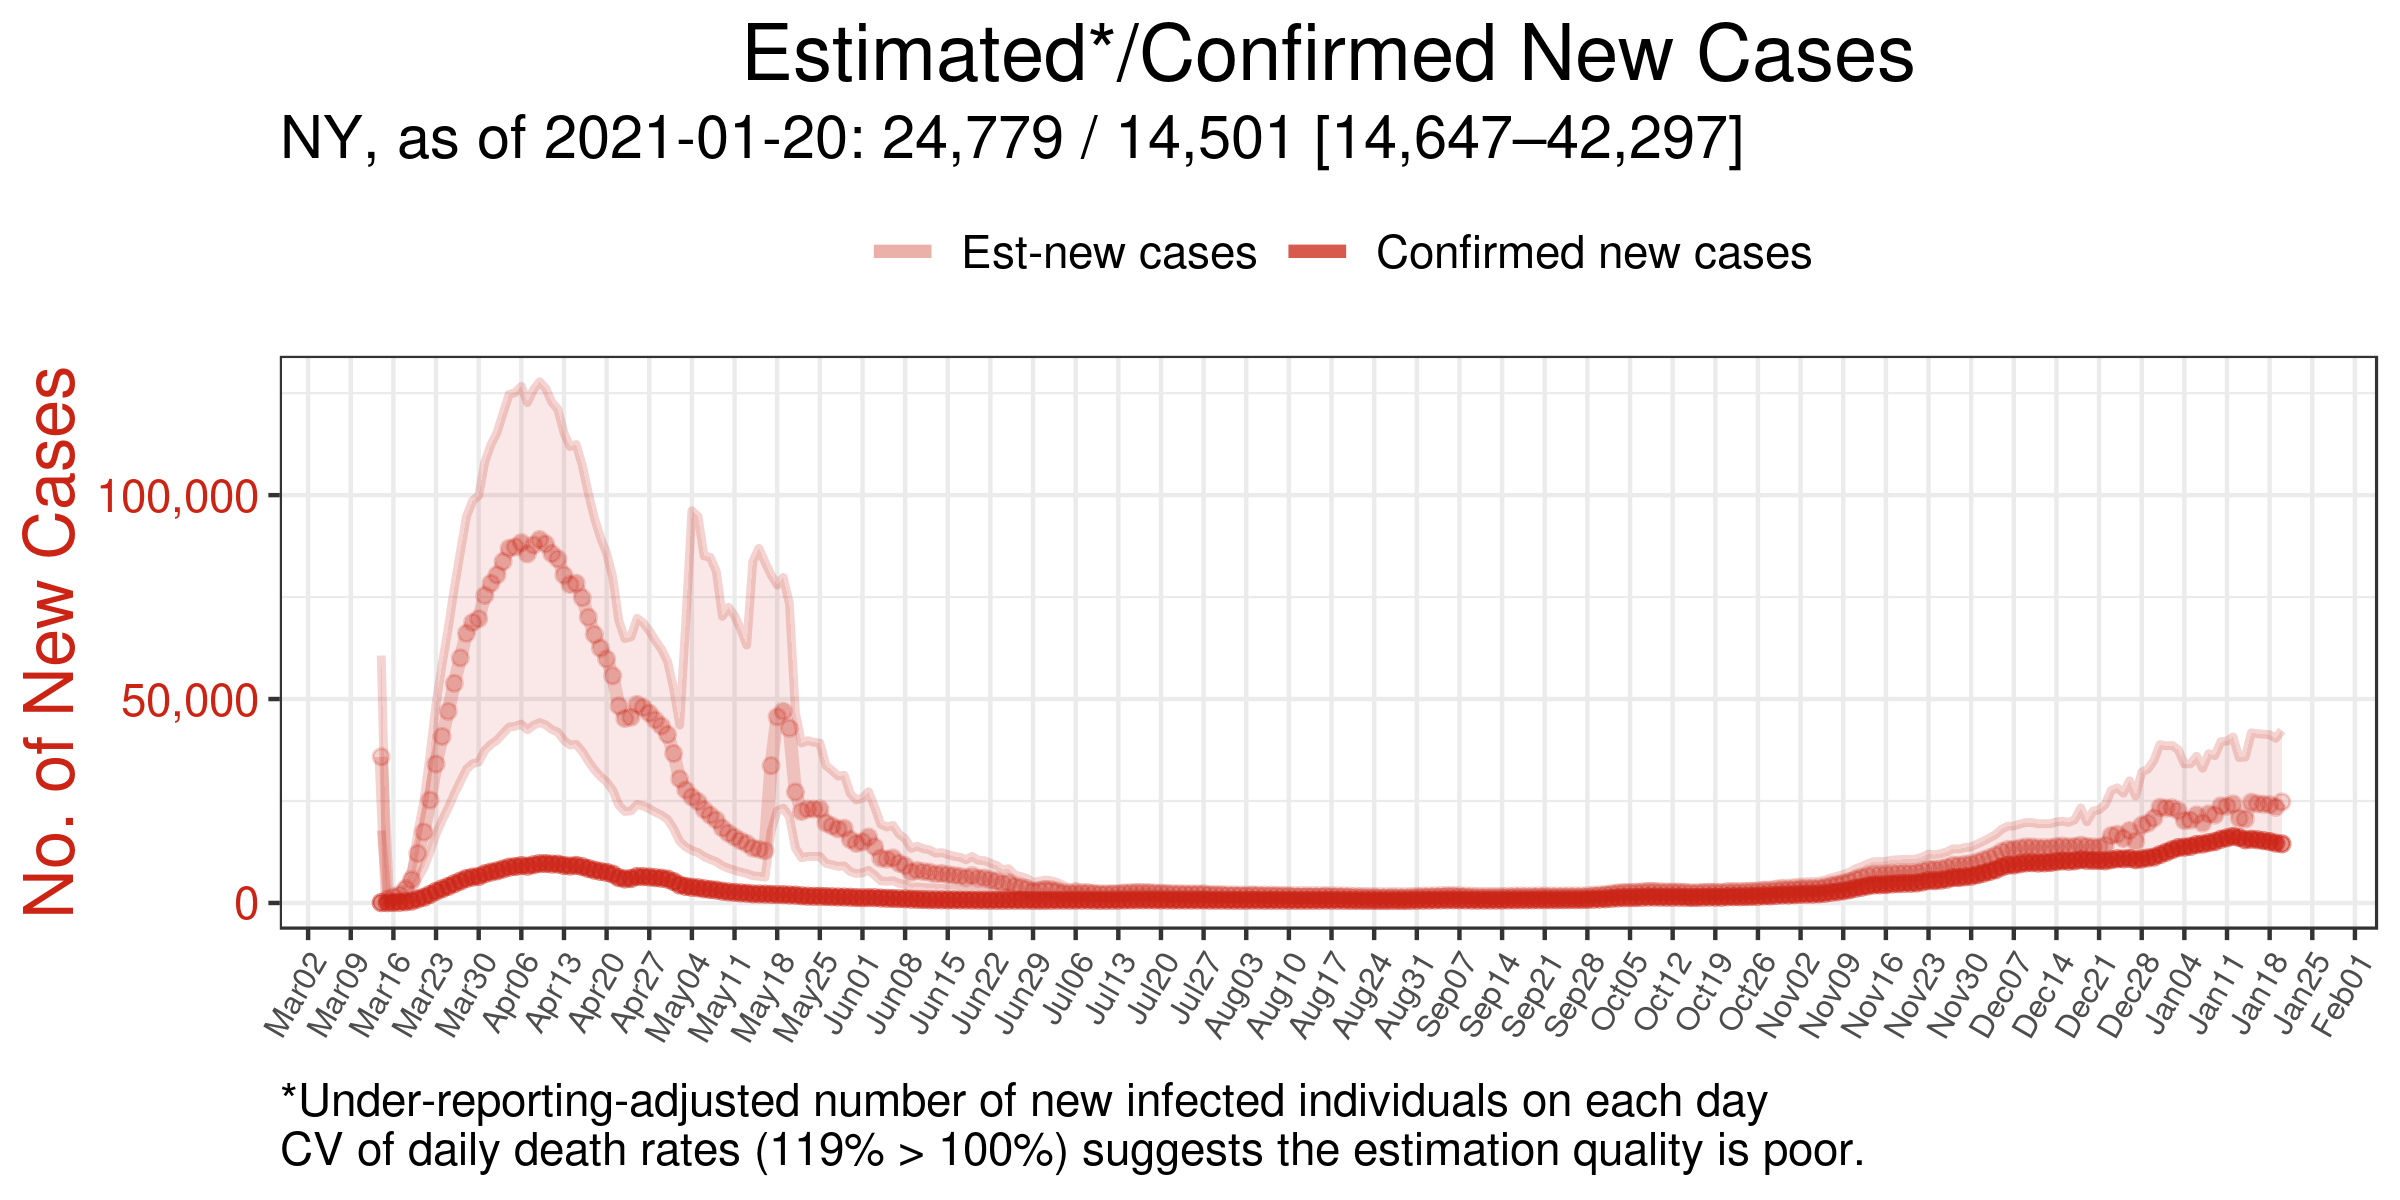 Estimated*/Confirmed New Cases
NY, as of 2021-01-20: 24,779 / 14,501 [14,647–42,297]
Est-new cases Confirmed new cases
No. of New Cases
100,000
50,000
0
Mar02 Mar09 Mar16 Mar23 Mar30 Apr06 Apr13 Apr20 Apr27 May04 May11 May18 May25 Jun01 Jun08 Jun15 Jun22 Jun29 Jul06 Jul13 Jul20 Jul27 Aug03 Aug10 Aug17 Aug24 Aug31 Sep07 Sep14 Sep21 Sep28 Oct05 Oct12 Oct19 Oct26 Nov02 Nov09 Nov16 Nov23 Nov30 Dec07 Dec14 Dec21 Dec28 Jan04 Jan11 Jan18 Jan25 Feb01
*Under-reporting-adjusted number of new infected individuals on each day
CV of daily death rates (119% > 100%) suggests the estimation quality is poor.